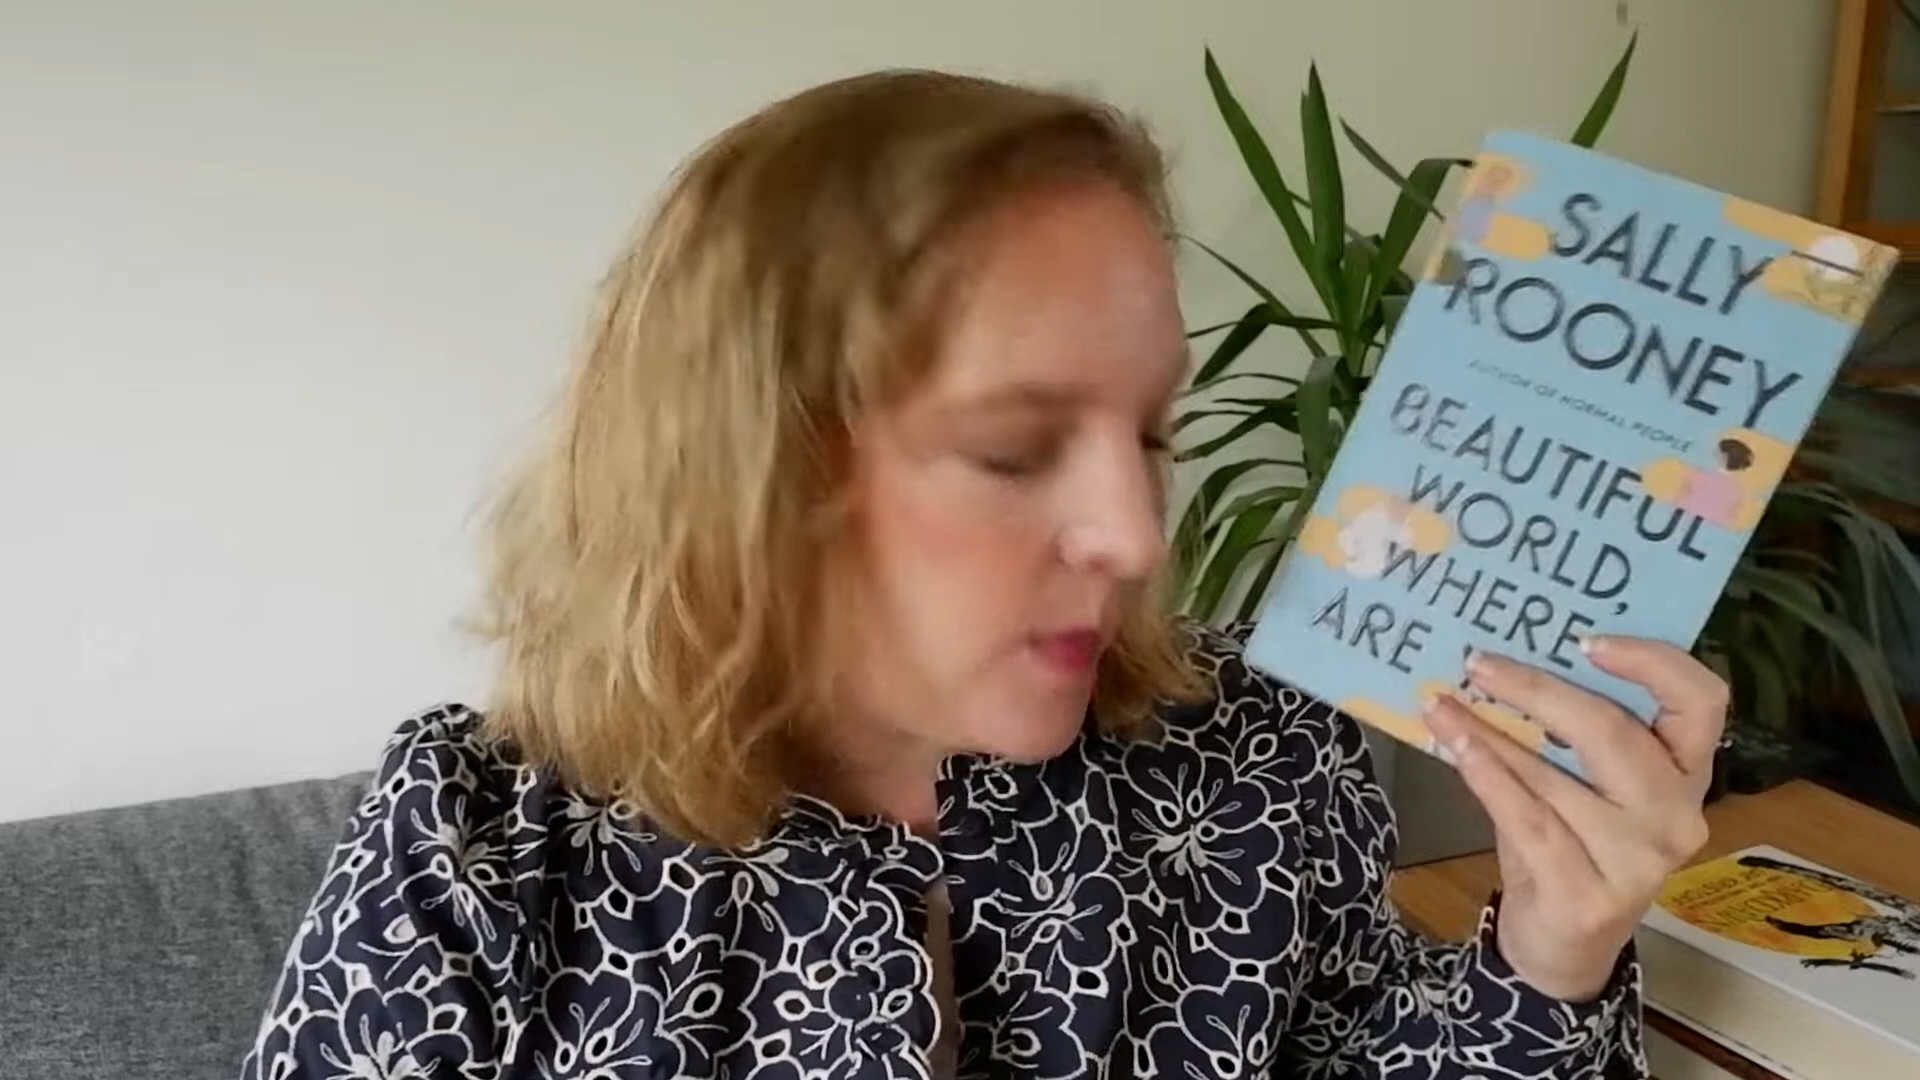 SALLY
ROONEY
AUTHOR OF NORMAL PEOPLE
BEAUTIFUL
WORLD,
WHERE
ARE